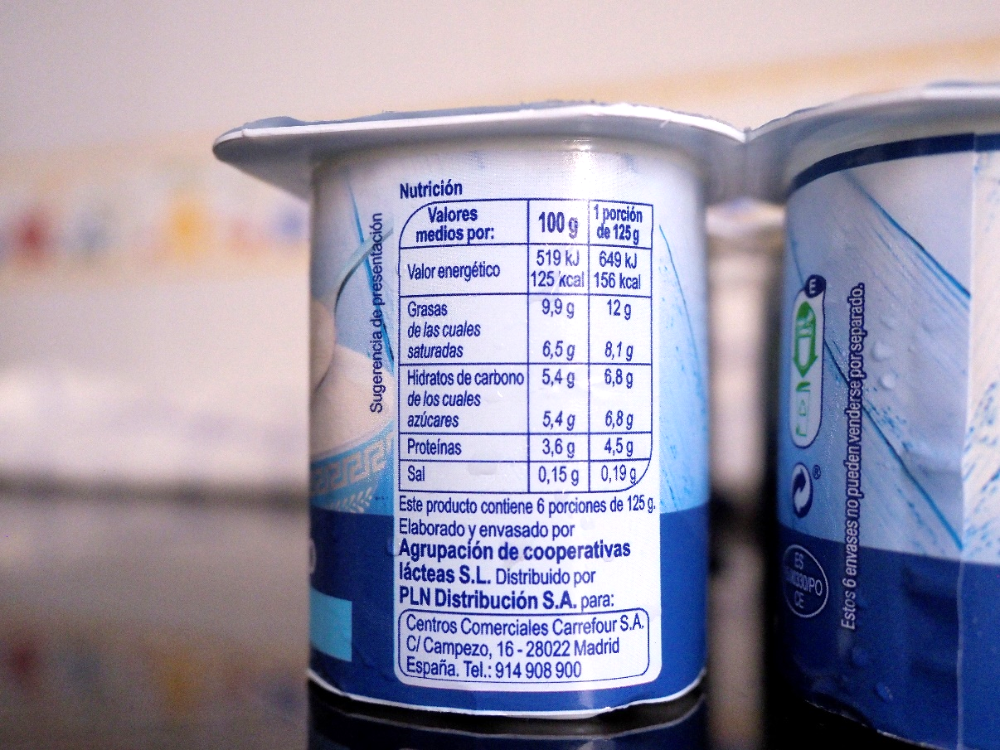 Nutrición
Valores medios por: 100 g 1 porción de 125 g
Valor energético 519 kJ 649 kJ
125 kcal 156 kcal
Grasas 9,9 g 12 g
de las cuales
saturadas 6,5 g 8,1 g
Hidratos de carbono 5,4 g 6,8 g
de los cuales
azúcares 5,4 g 6,8 g
Proteínas 3,6 g 4,5 g
Sal 0,15 g 0,19 g
Este producto contiene 6 porciones de 125 g.
Elaborado y envasado por
Agrupación de cooperativas
lácteas S.L. Distribuido por
PLN Distribución S.A. para:
Centros Comerciales Carrefour S.A.
C/ Campezo, 16 - 28022 Madrid
España. Tel.: 914 908 900
Sugerencia de presentación
Estos 6 envases no pueden venderse por separado.
E
®
ES
CE